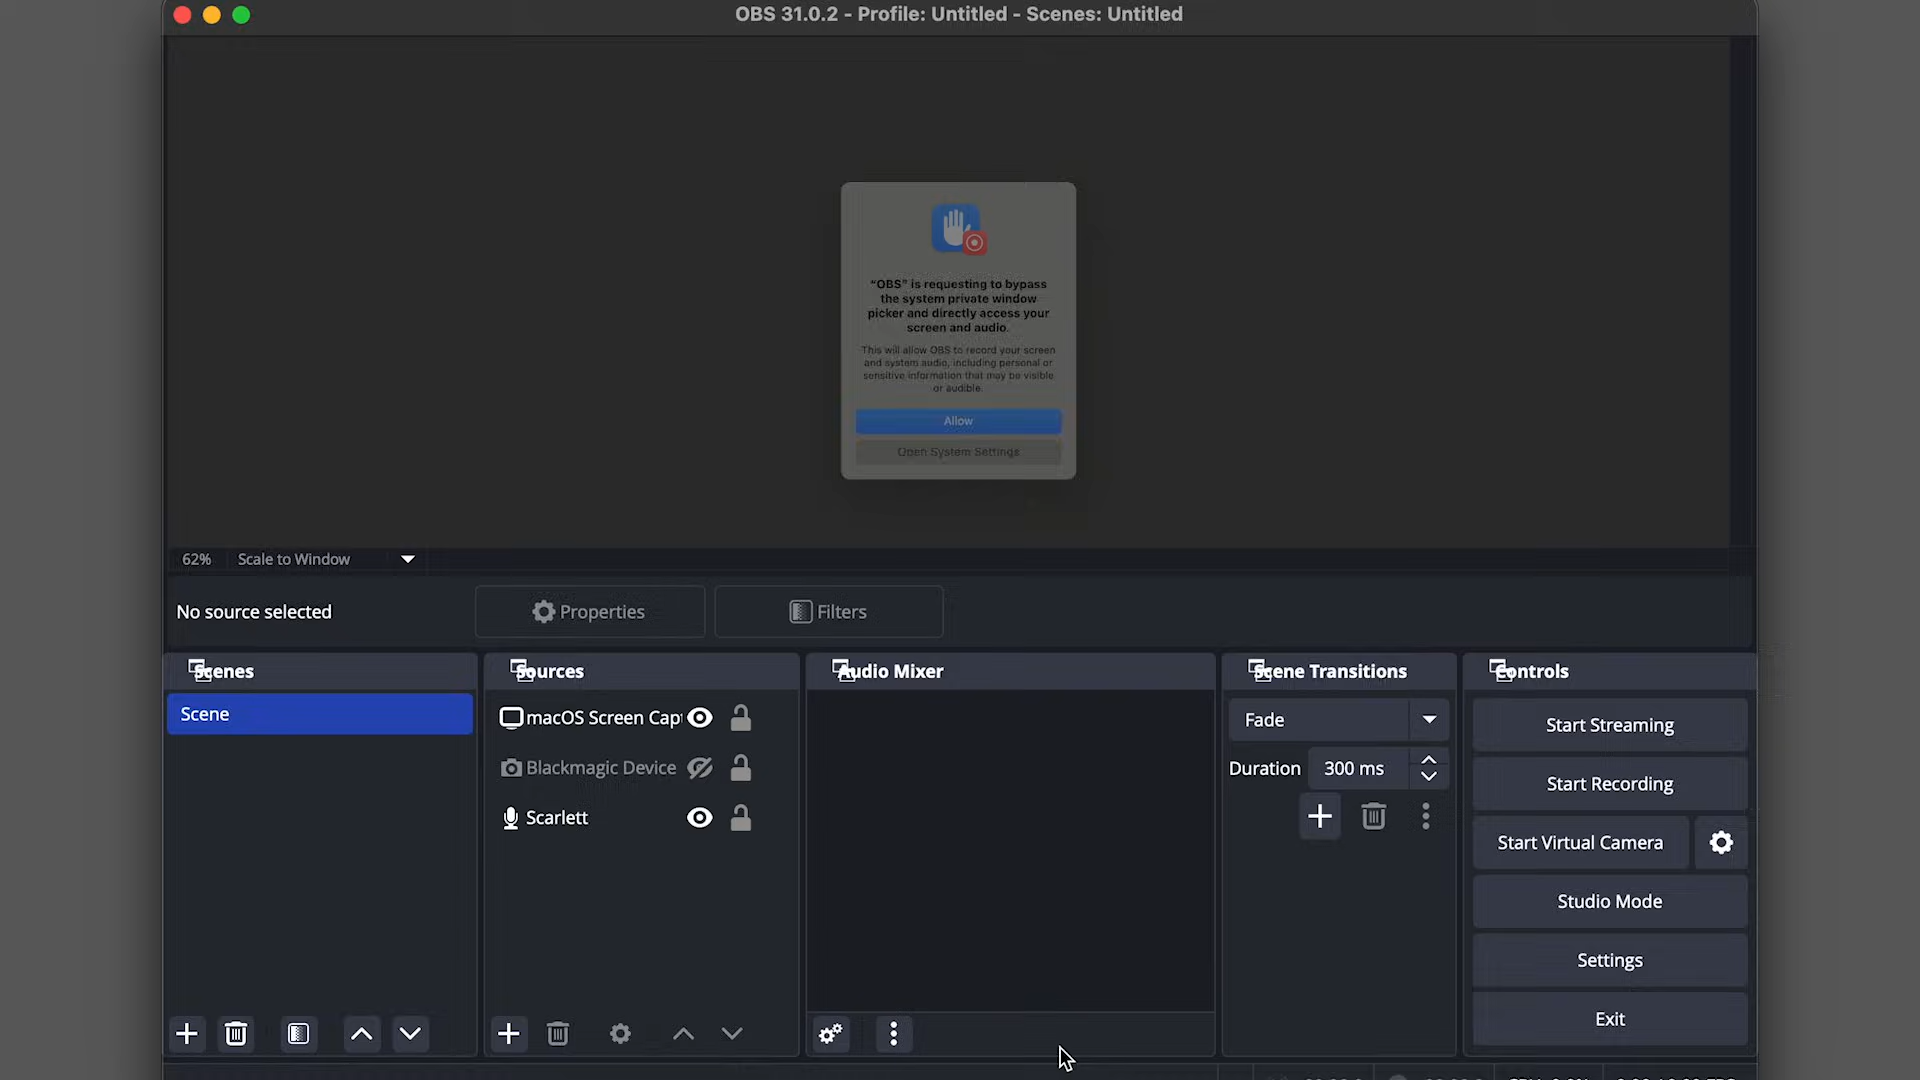 OBS 31.0.2 - Profile: Untitled - Scenes: Untitled
“OBS” is requesting to bypass
the system private window
picker and directly access your
screen and audio.
This will allow OBS to record your screen
and system audio, including personal or
sensitive information that may be visible
or audible.
Allow
Open System Settings
62% Scale to Window
No source selected
Properties
Filters
Scenes
Scene
Sources
macOS Screen Cap
Blackmagic Device
Scarlett
Audio Mixer
Scene Transitions
Fade
Duration 300 ms
Controls
Start Streaming
Start Recording
Start Virtual Camera
Studio Mode
Settings
Exit